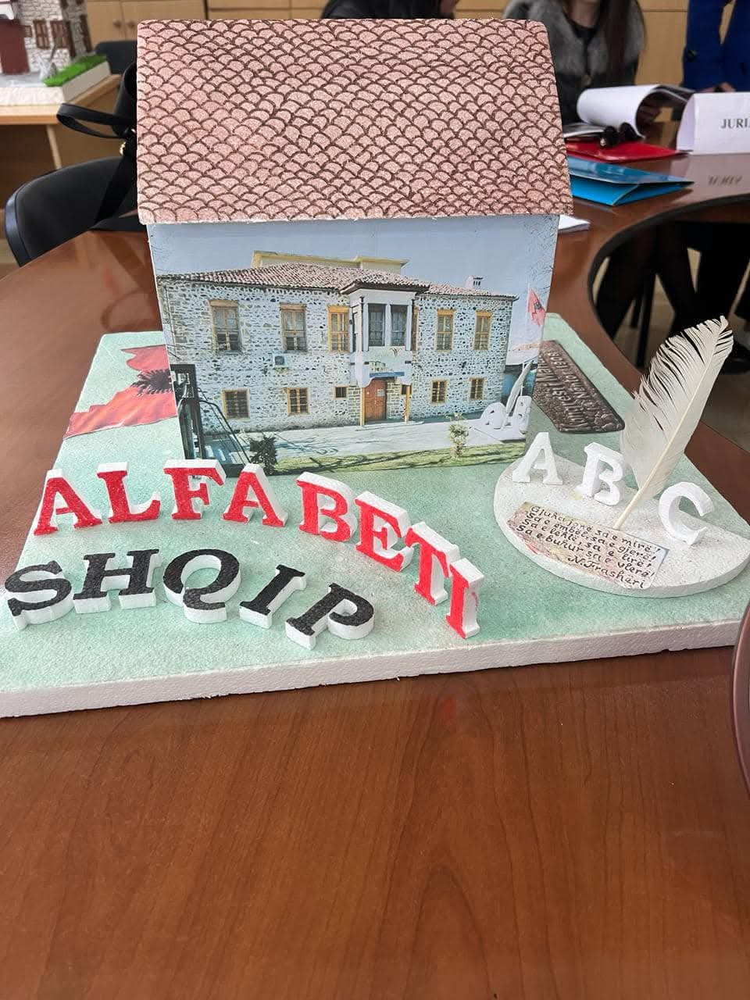 JURI
ALFABETI
SHQIP
A B C
Gjuha jonë sa e mirë!
Sa e ëmbël, sa e gjerë!
Sa e lehtë, sa e lirë!
Sa e bukur, sa e vlerë!
N. Frashëri